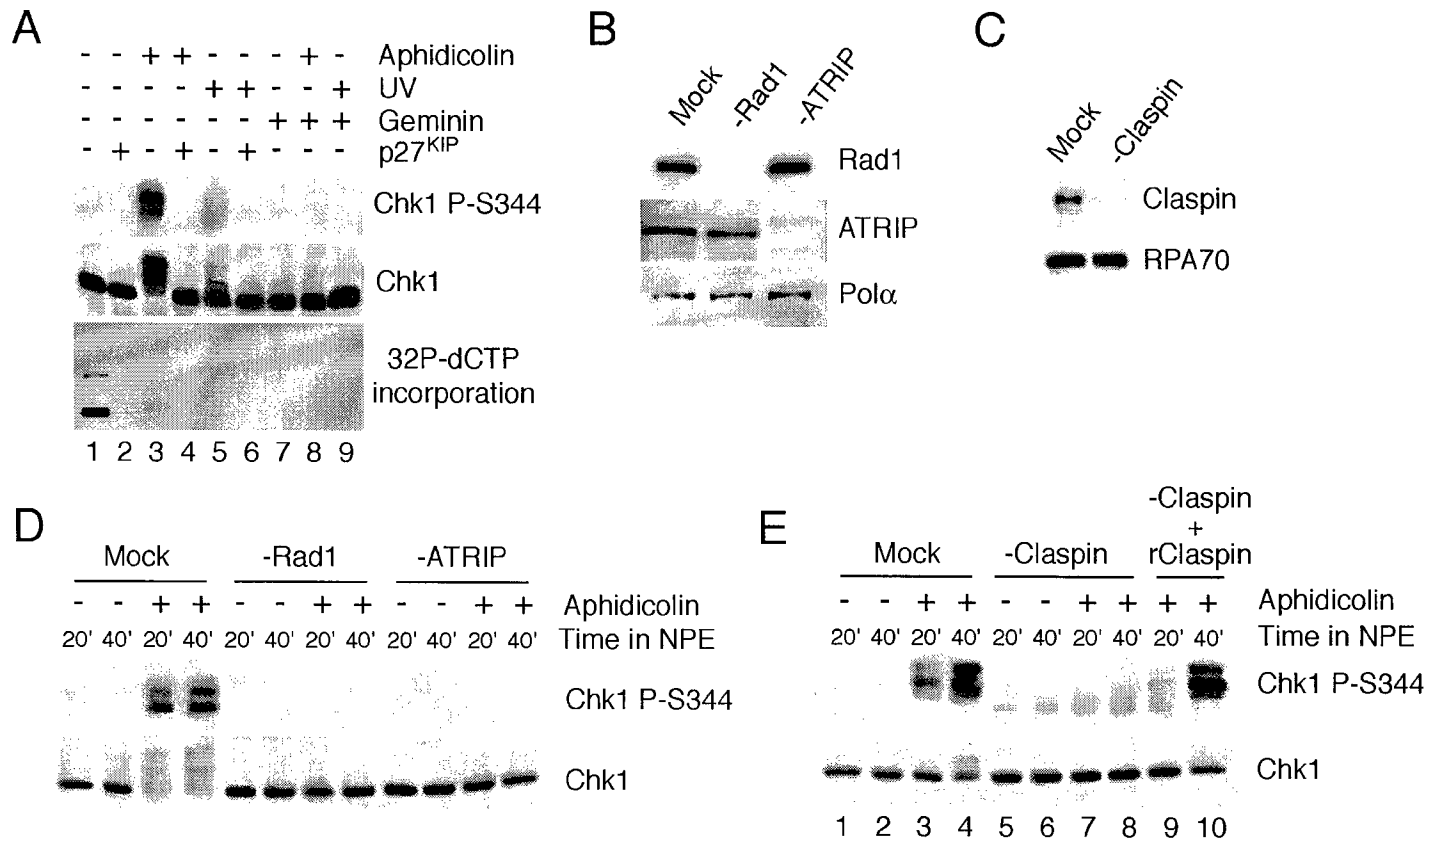 A
- - + + - - - + - Aphidicolin
- - - - + + - - + UV
- - - - - - + + + Geminin
- + - + - + - - - p27KIP
Chk1 P-S344
Chk1
32P-dCTP
incorporation
1 2 3 4 5 6 7 8 9
B
Mock -Rad1 -ATRIP
Rad1
ATRIP
Polα
C
Mock -Claspin
Claspin
RPA70
D
Mock -Rad1 -ATRIP
- - + + - - + + - - + + Aphidicolin
20' 40' 20' 40' 20' 40' 20' 40' 20' 40' 20' 40' Time in NPE
Chk1 P-S344
Chk1
E
-Claspin
+
Mock -Claspin rClaspin
- - + + - - + + + + Aphidicolin
20' 40' 20' 40' 20' 40' 20' 40' 20' 40' Time in NPE
Chk1 P-S344
Chk1
1 2 3 4 5 6 7 8 9 10